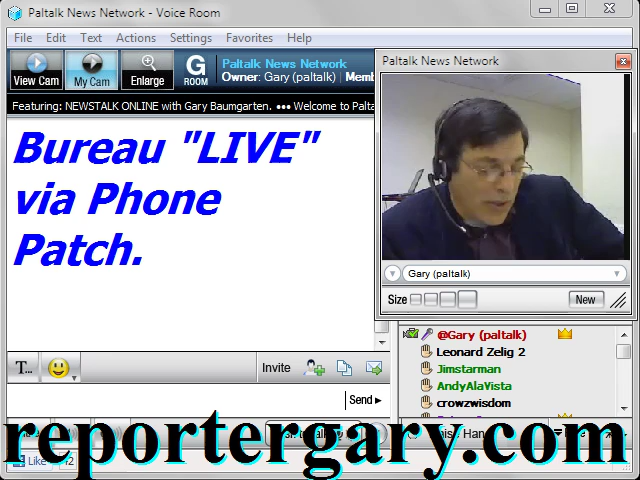 Paltalk News Network - Voice Room
File Edit Text Actions Settings Favorites Help
View Cam
My Cam
Enlarge
G
ROOM
Paltalk News Network
Owner: Gary (paltalk) | Memb
Featuring: NEWSTALK ONLINE with Gary Baumgarten. ●●● Welcome to Palta
Bureau "LIVE"
via Phone
Patch.
Paltalk News Network
Gary (paltalk)
Size
New
@Gary (paltalk)
Leonard Zelig 2
Jimstarman
AndyAlaVista
crowzwisdom
T...
Invite
Send
reportergary.com
Like